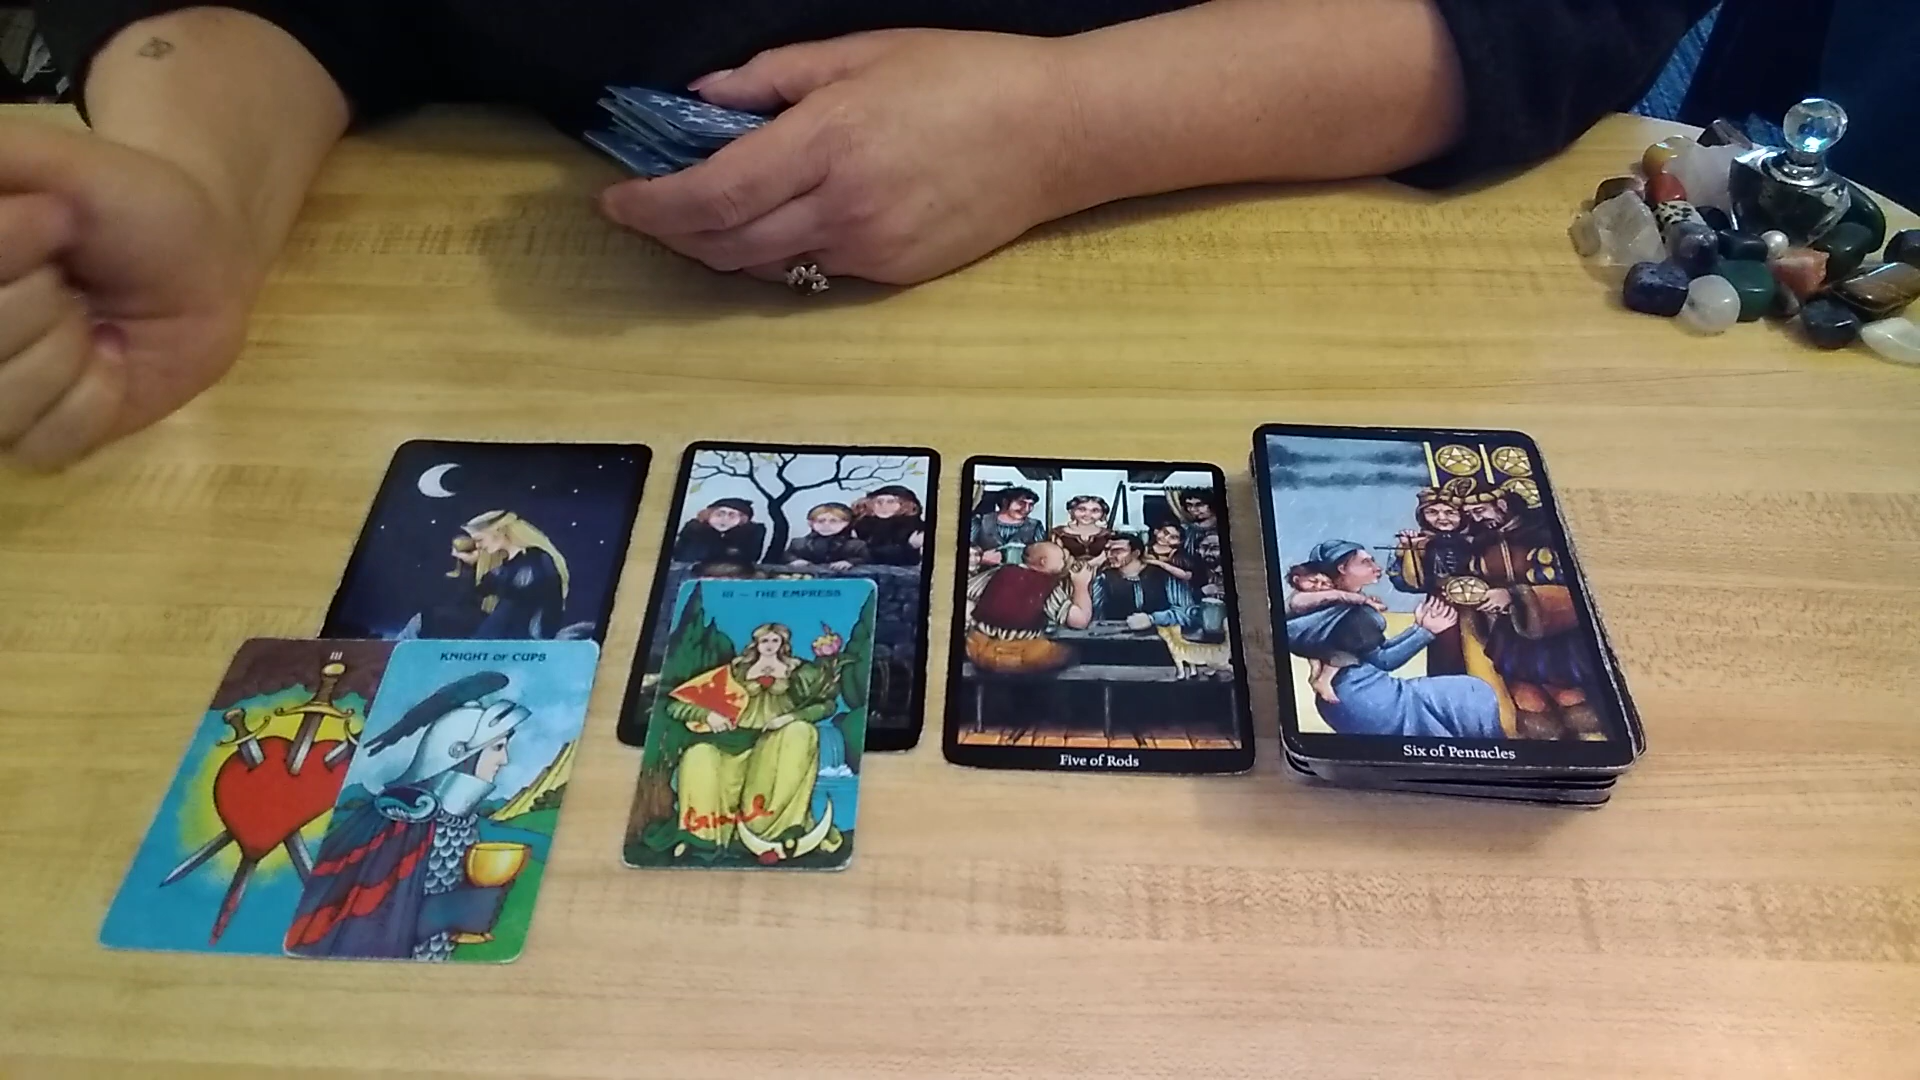 III
KNIGHT OF CUPS
III — THE EMPRESS
Five of Rods
Six of Pentacles